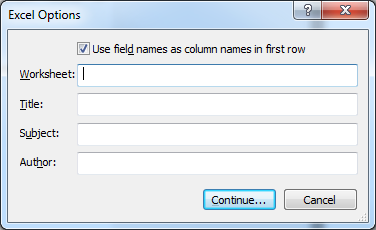 Excel Options
?
Use field names as column names in first row
Worksheet:
Title:
Subject:
Author:
Continue... Cancel